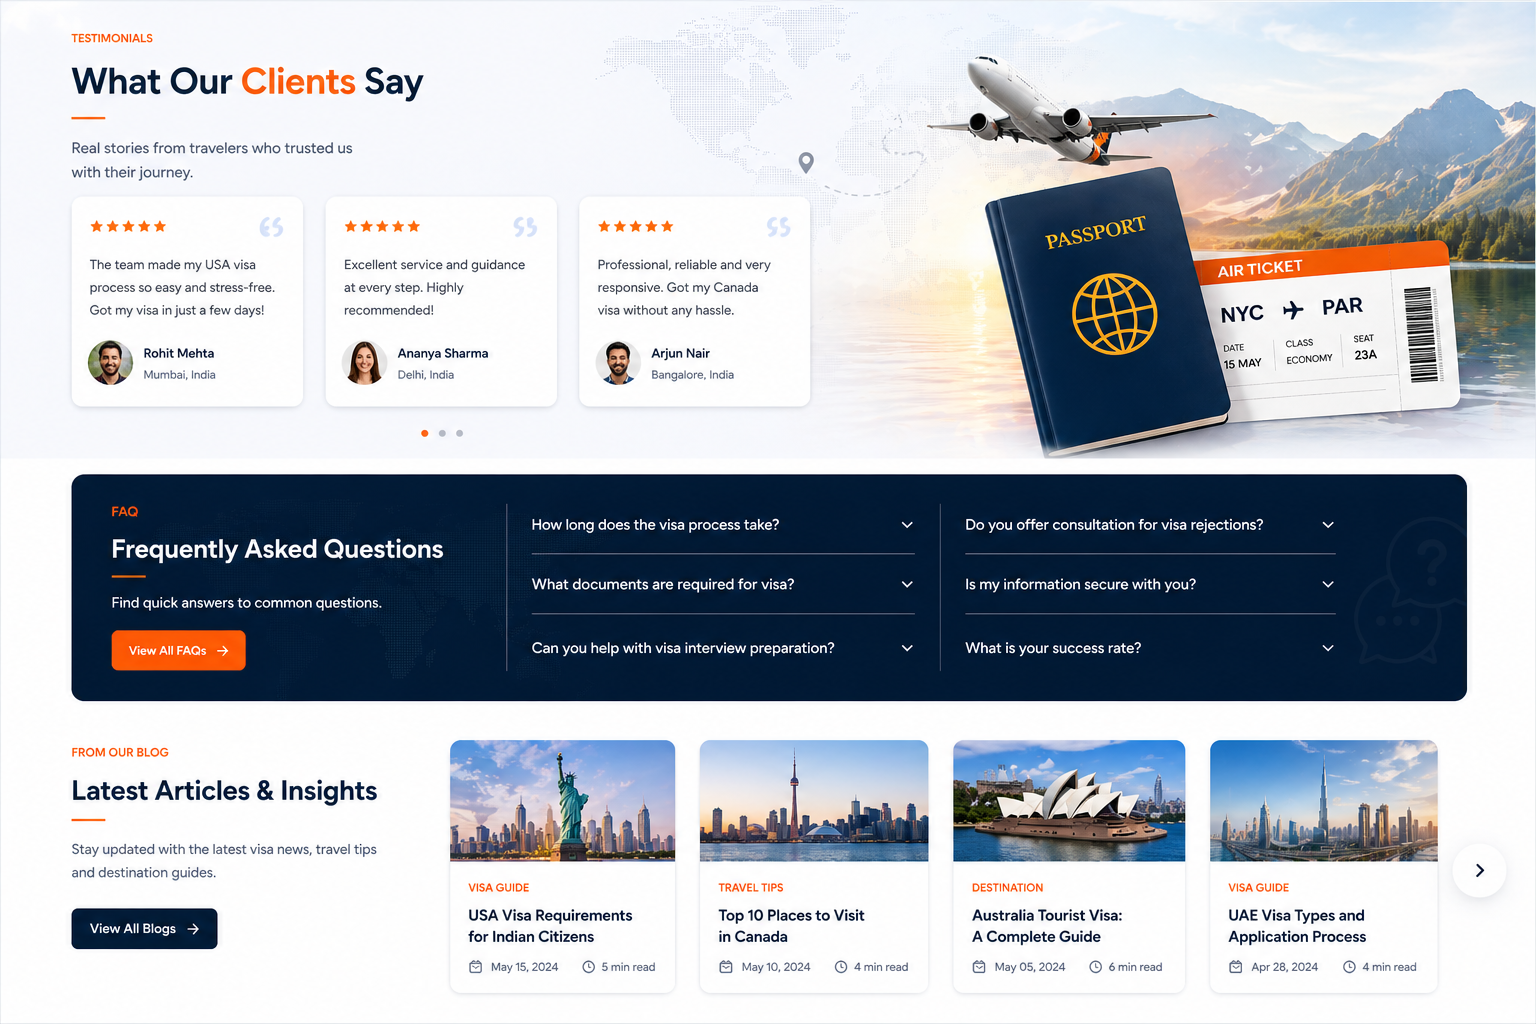 TESTIMONIALS
What Our Clients Say
Real stories from travelers who trusted us
with their journey.
The team made my USA visa
process so easy and stress-free.
Got my visa in just a few days!
Rohit Mehta
Mumbai, India
Excellent service and guidance
at every step. Highly
recommended!
Ananya Sharma
Delhi, India
Professional, reliable and very
responsive. Got my Canada
visa without any hassle.
Arjun Nair
Bangalore, India
PASSPORT
AIR TICKET
NYC PAR
DATE CLASS SEAT
15 MAY ECONOMY 23A
FAQ
Frequently Asked Questions
Find quick answers to common questions.
View All FAQs
How long does the visa process take?
What documents are required for visa?
Can you help with visa interview preparation?
Do you offer consultation for visa rejections?
Is my information secure with you?
What is your success rate?
?
FROM OUR BLOG
Latest Articles & Insights
Stay updated with the latest visa news, travel tips
and destination guides.
View All Blogs
VISA GUIDE
USA Visa Requirements
for Indian Citizens
May 15, 2024 5 min read
TRAVEL TIPS
Top 10 Places to Visit
in Canada
May 10, 2024 4 min read
DESTINATION
Australia Tourist Visa:
A Complete Guide
May 05, 2024 6 min read
VISA GUIDE
UAE Visa Types and
Application Process
Apr 28, 2024 4 min read